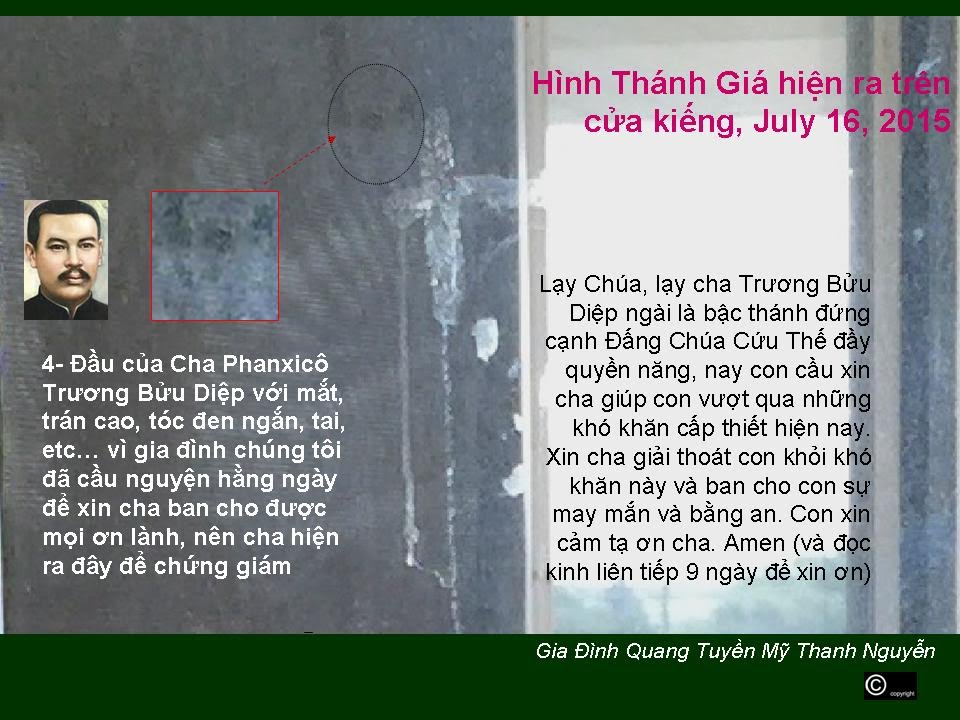 Hình Thánh Giá hiện ra trên
cửa kiếng, July 16, 2015
4- Đầu của Cha Phanxicô
Trương Bửu Diệp với mắt,
trán cao, tóc đen ngắn, tai,
etc… vì gia đình chúng tôi
đã cầu nguyện hằng ngày
để xin cha ban cho được
mọi ơn lành, nên cha hiện
ra đây để chứng giám
Lạy Chúa, lạy cha Trương Bửu
Diệp ngài là bậc thánh đứng
cạnh Đấng Chúa Cứu Thế đầy
quyền năng, nay con cầu xin
cha giúp con vượt qua những
khó khăn cấp thiết hiện nay.
Xin cha giải thoát con khỏi khó
khăn này và ban cho con sự
may mắn và bằng an. Con xin
cảm tạ ơn cha. Amen (và đọc
kinh liên tiếp 9 ngày để xin ơn)
Gia Đình Quang Tuyền Mỹ Thanh Nguyễn
© copyright